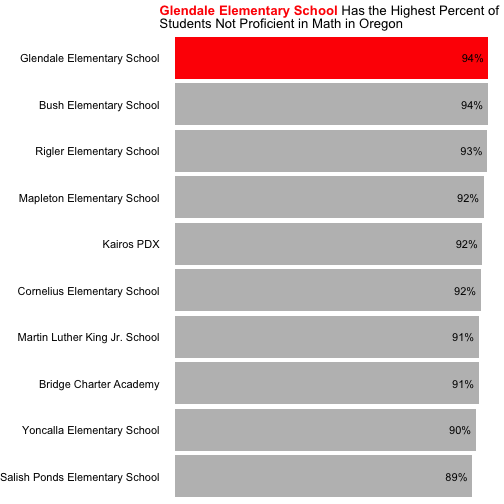 Glendale Elementary School Has the Highest Percent of
Students Not Proficient in Math in Oregon
Glendale Elementary School 94%
Bush Elementary School 94%
Rigler Elementary School 93%
Mapleton Elementary School 92%
Kairos PDX 92%
Cornelius Elementary School 92%
Martin Luther King Jr. School 91%
Bridge Charter Academy 91%
Yoncalla Elementary School 90%
Salish Ponds Elementary School 89%